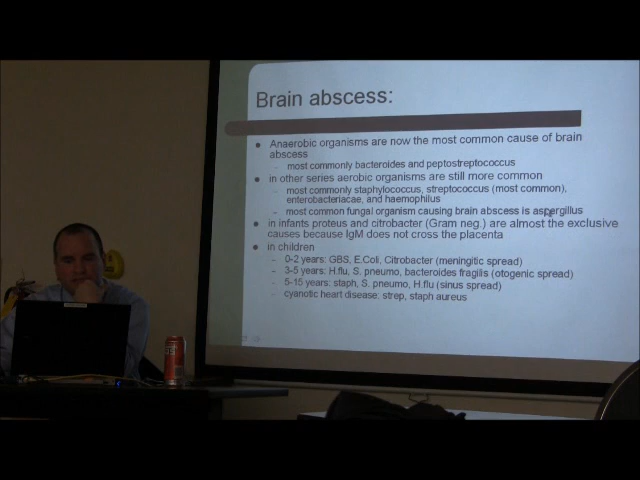 Brain abscess:
Anaerobic organisms are now the most common cause of brain
abscess
most commonly bacteroides and peptostreptococcus
in other series aerobic organisms are still more common
most commonly staphylococcus, streptococcus (most common),
enterobacteriacae, and haemophilus
most common fungal organism causing brain abscess is aspergillus
in infants proteus and citrobacter (Gram neg.) are almost the exclusive
causes because IgM does not cross the placenta
in children
0-2 years: GBS, E.Coli, Citrobacter (meningitic spread)
3-5 years: H.flu, S. pneumo, bacteroides fragilis (otogenic spread)
5-15 years: staph, S. pneumo, H.flu (sinus spread)
cyanotic heart disease: strep, staph aureus